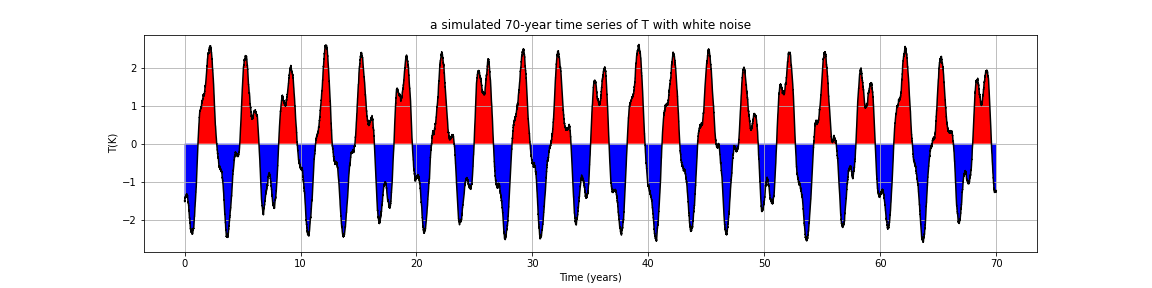 a simulated 70-year time series of T with white noise
T(K)
2
1
0
−1
−2
0 10 20 30 40 50 60 70
Time (years)